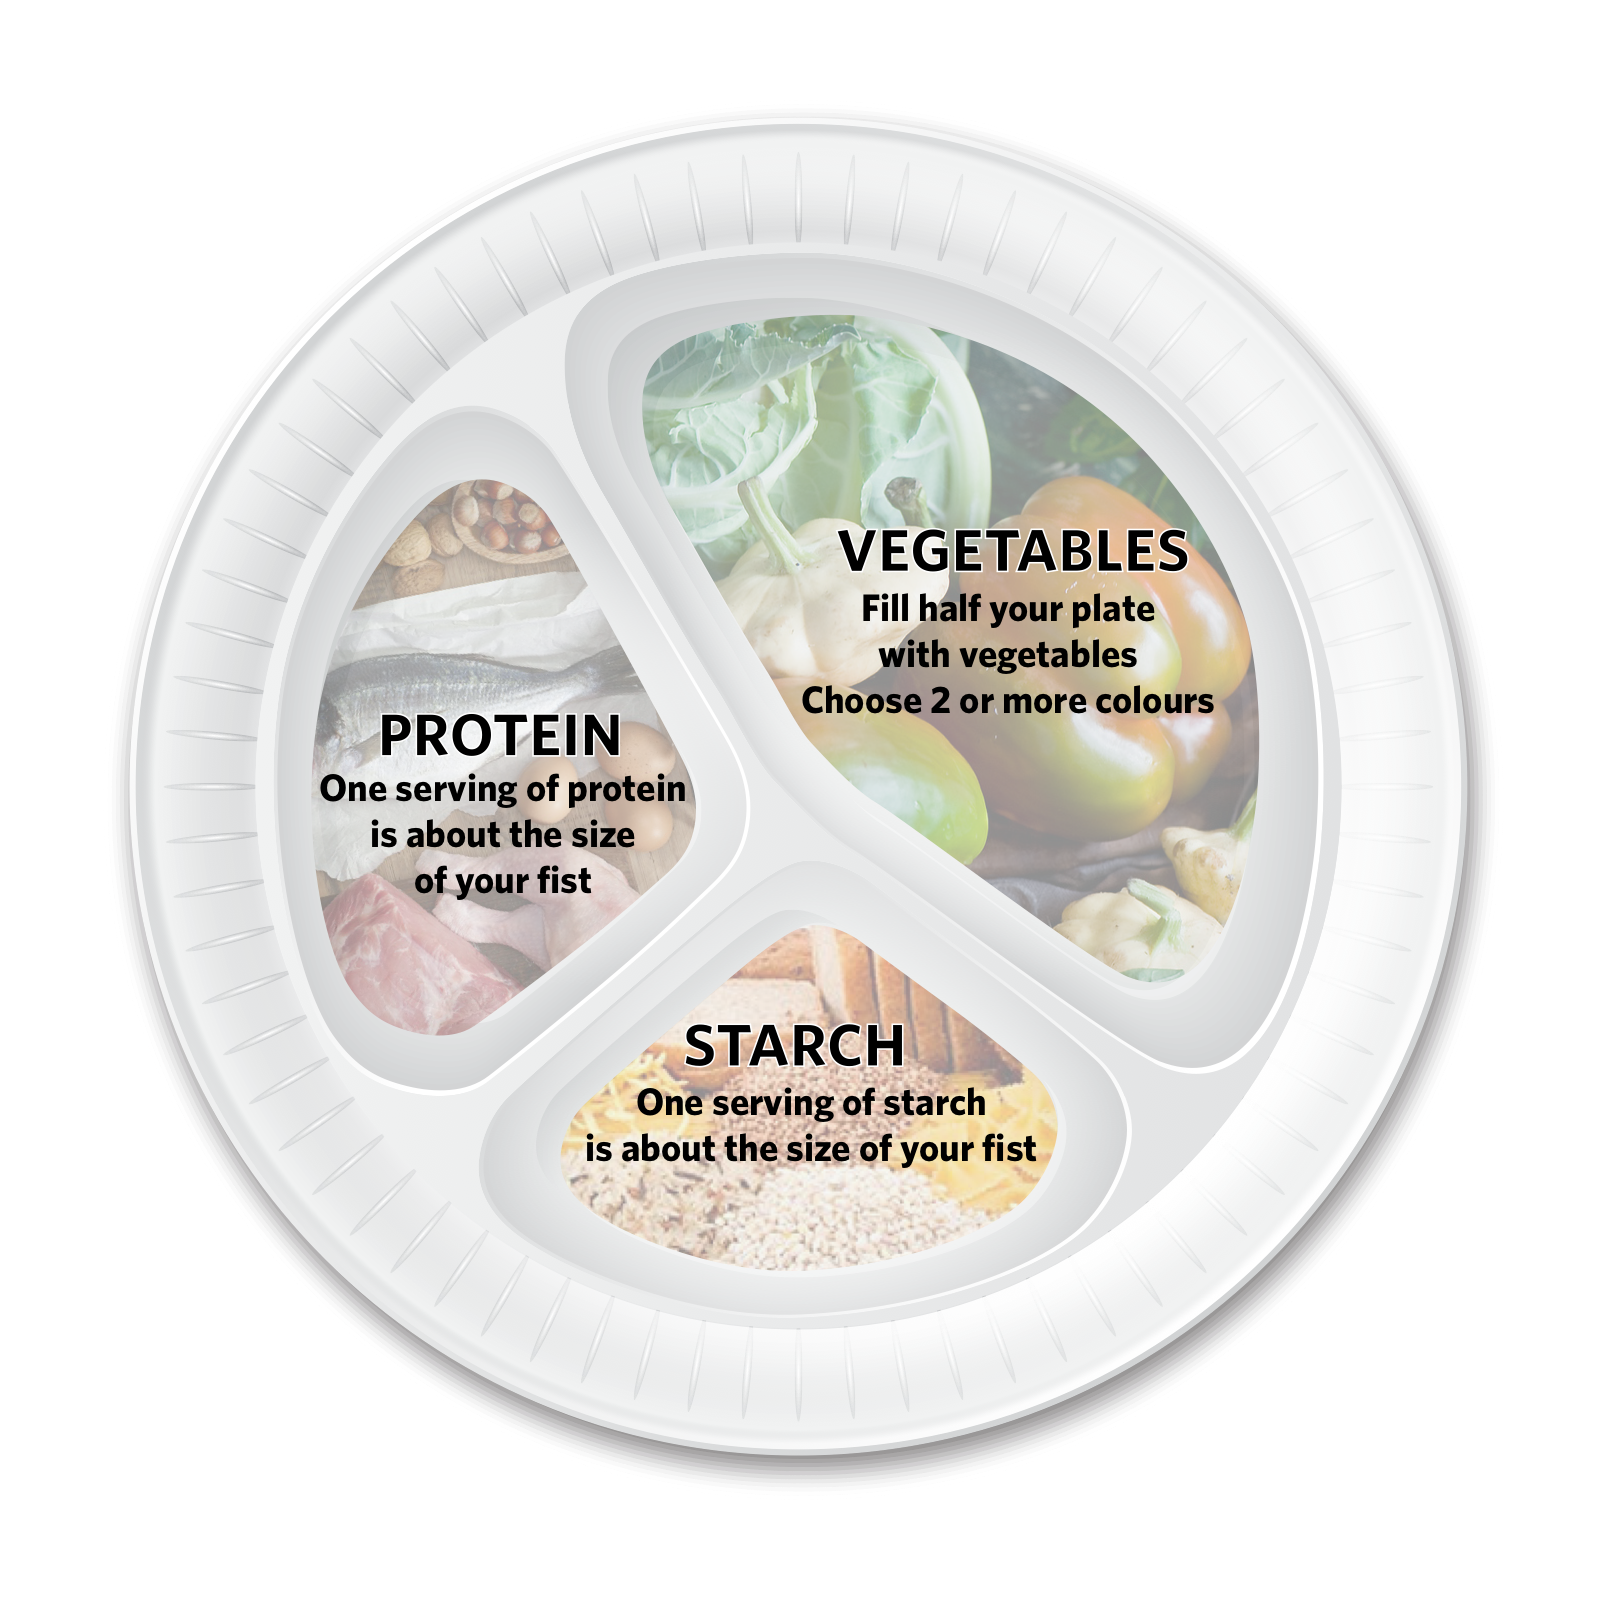 VEGETABLES
Fill half your plate
with vegetables
Choose 2 or more colours
PROTEIN
One serving of protein
is about the size
of your fist
STARCH
One serving of starch
is about the size of your fist